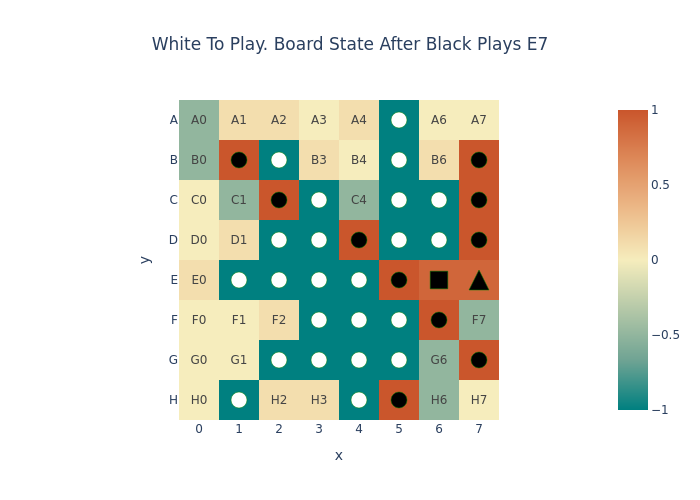 White To Play. Board State After Black Plays E7
A A0 A1 A2 A3 A4 A6 A7
B B0 B3 B4 B6
C C0 C1 C4
D D0 D1
E E0
F F0 F1 F2 F7
G G0 G1 G6
H H0 H2 H3 H6 H7
0 1 2 3 4 5 6 7
x
y
1
0.5
0
−0.5
−1